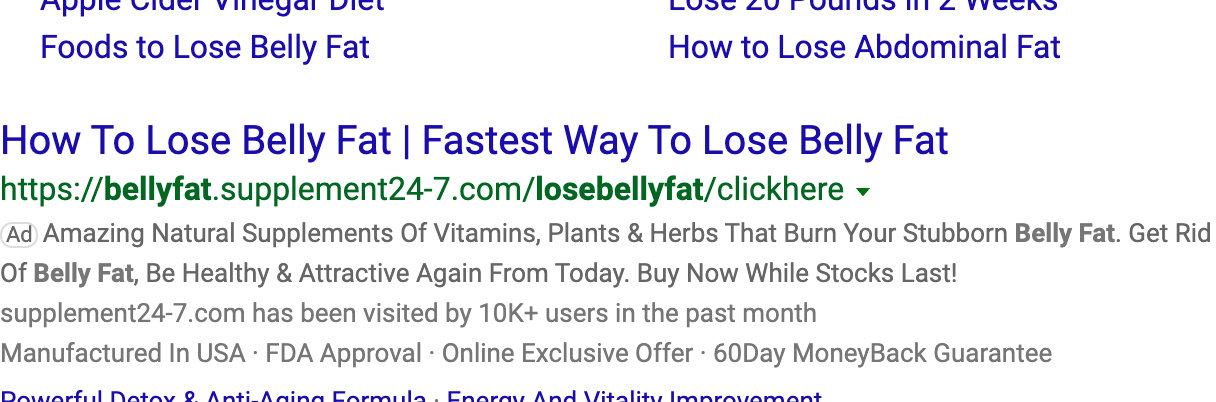 Apple Cider Vinegar Diet Lose 20 Pounds in 2 Weeks
Foods to Lose Belly Fat How to Lose Abdominal Fat
How To Lose Belly Fat | Fastest Way To Lose Belly Fat
https://bellyfat.supplement24-7.com/losebellyfat/clickhere
Ad Amazing Natural Supplements Of Vitamins, Plants & Herbs That Burn Your Stubborn Belly Fat. Get Rid
Of Belly Fat, Be Healthy & Attractive Again From Today. Buy Now While Stocks Last!
supplement24-7.com has been visited by 10K+ users in the past month
Manufactured In USA · FDA Approval · Online Exclusive Offer · 60Day MoneyBack Guarantee
Powerful Detox & Anti-Aging Formula · Energy And Vitality Improvement